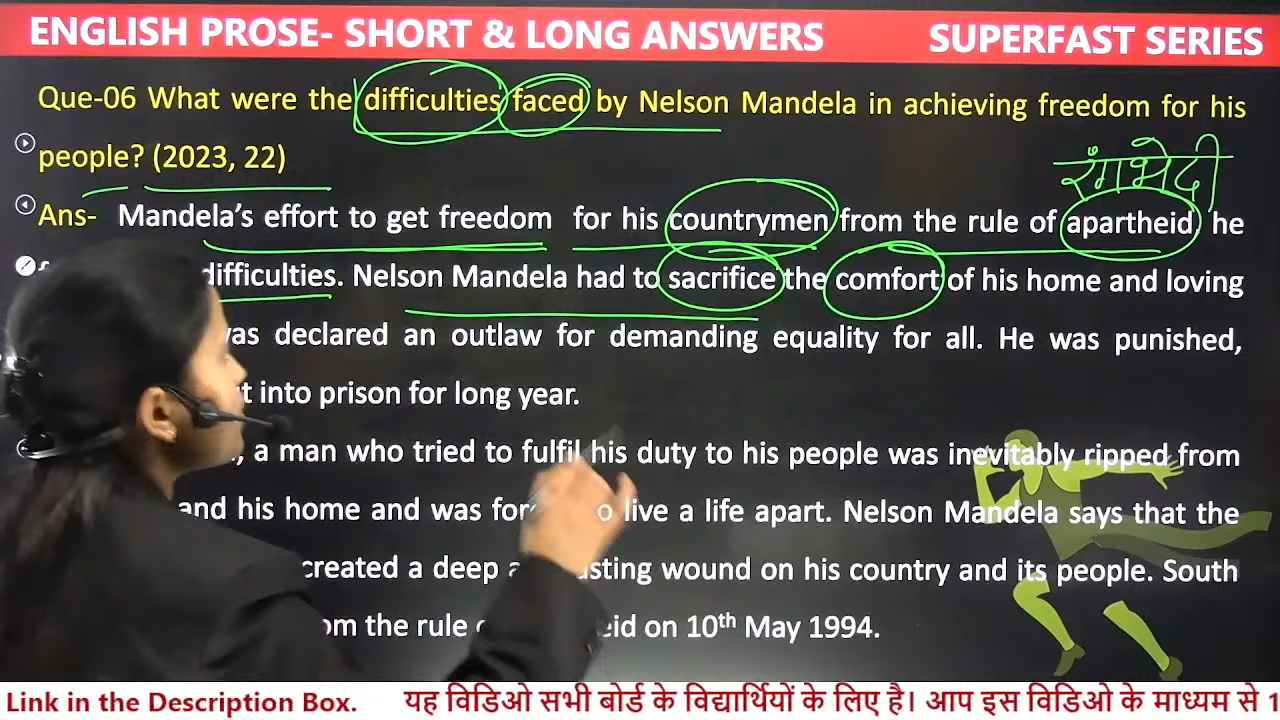 ENGLISH PROSE- SHORT & LONG ANSWERS SUPERFAST SERIES
Que-06 What were the difficulties faced by Nelson Mandela in achieving freedom for his
people? (2023, 22)
रंगभेदी
Ans- Mandela's effort to get freedom for his countrymen from the rule of apartheid, he
difficulties. Nelson Mandela had to sacrifice the comfort of his home and loving
was declared an outlaw for demanding equality for all. He was punished,
into prison for long year.
a man who tried to fulfil his duty to his people was inevitably ripped from
and his home and was live a life apart. Nelson Mandela says that the
created a deep wound on his country and its people. South
the rule on 10th May 1994.
Link in the Description Box. यह विडिओ सभी बोर्ड के विद्यार्थियों के लिए है। आप इस विडिओ के माध्यम से 1